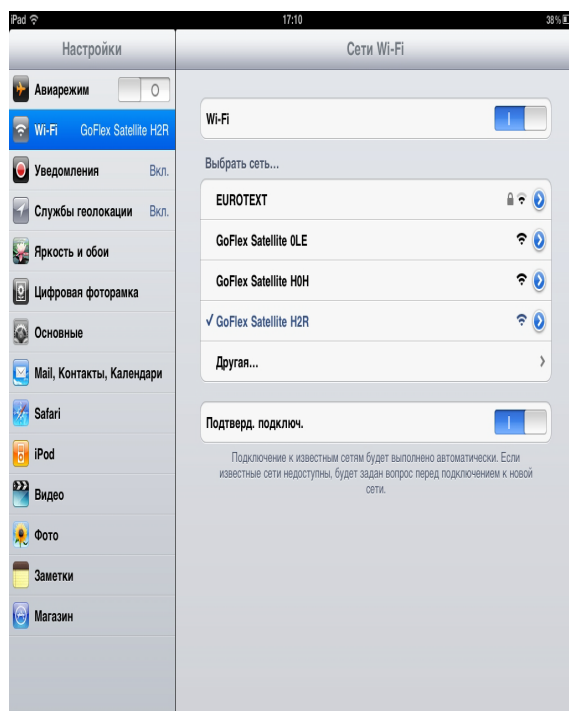 iPad 17:10 38%
Настройки
Авиарежим
Wi-Fi GoFlex Satellite H2R
Уведомления Вкл.
Службы геолокации Вкл.
Яркость и обои
Цифровая фоторамка
Основные
Mail, Контакты, Календари
Safari
iPod
Видео
Фото
Заметки
Магазин
Сети Wi-Fi
Wi-Fi
Выбрать сеть...
EUROTEXT
GoFlex Satellite 0LE
GoFlex Satellite H0H
✓ GoFlex Satellite H2R
Другая...
Подтверд. подключ.
Подключение к известным сетям будет выполнено автоматически. Если
известные сети недоступны, будет задан вопрос перед подключением к новой
сети.